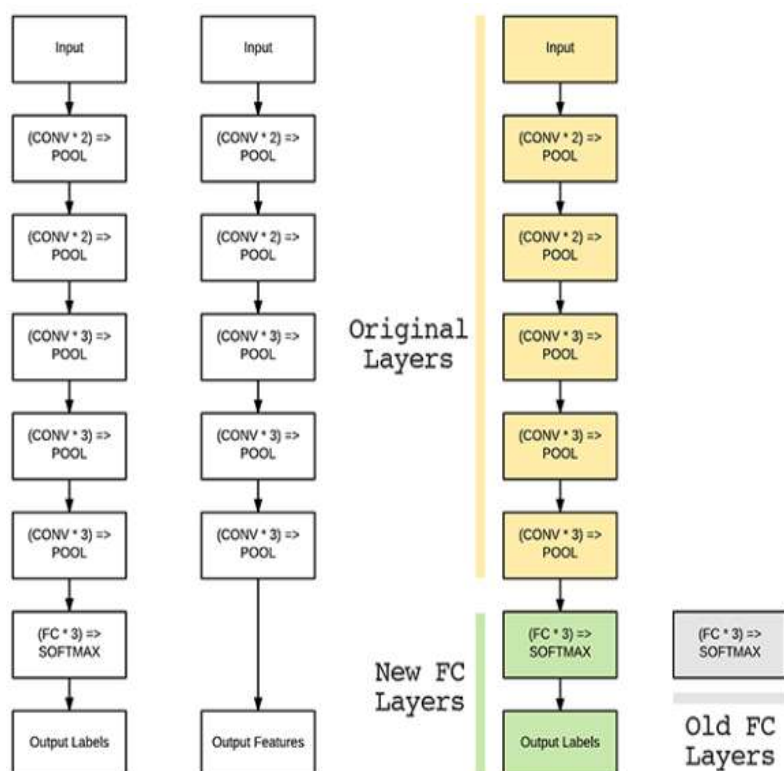 Input
(CONV * 2) =>
POOL
(CONV * 2) =>
POOL
(CONV * 3) =>
POOL
(CONV * 3) =>
POOL
(CONV * 3) =>
POOL
(FC * 3) =>
SOFTMAX
Output Labels
Input
(CONV * 2) =>
POOL
(CONV * 2) =>
POOL
(CONV * 3) =>
POOL
(CONV * 3) =>
POOL
(CONV * 3) =>
POOL
Output Features
Original
Layers
New FC
Layers
Input
(CONV * 2) =>
POOL
(CONV * 2) =>
POOL
(CONV * 3) =>
POOL
(CONV * 3) =>
POOL
(CONV * 3) =>
POOL
(FC * 3) =>
SOFTMAX
Output Labels
(FC * 3) =>
SOFTMAX
Old FC
Layers